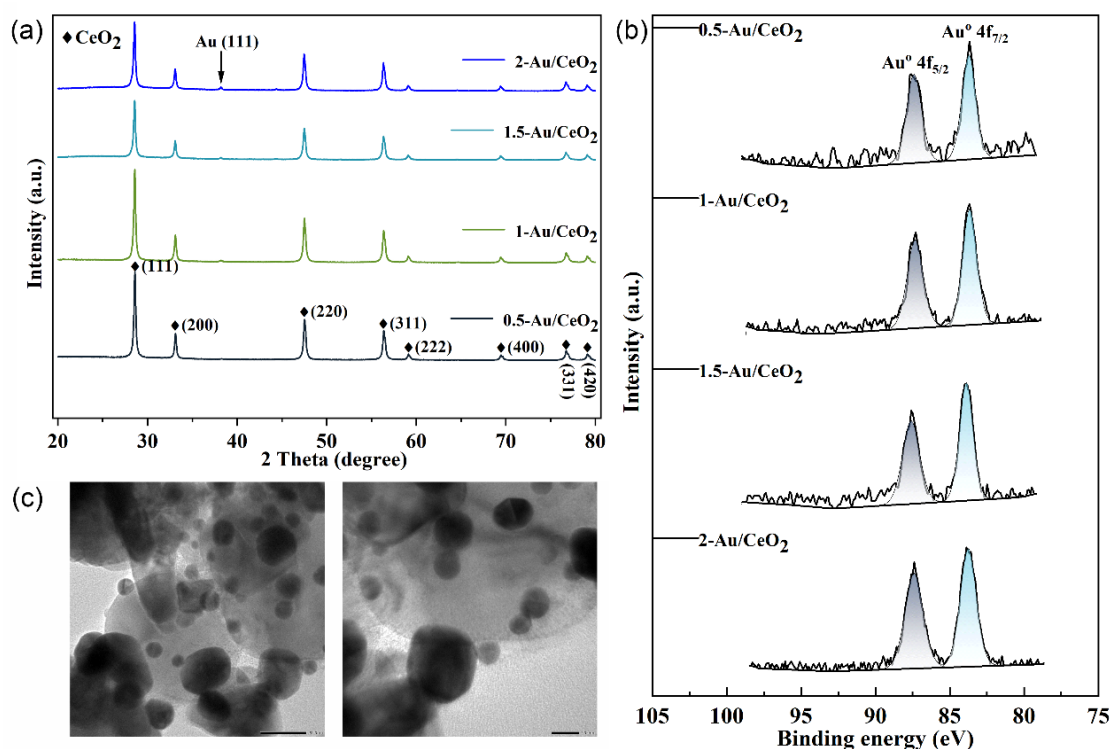 (a)
◆ CeO₂
Au (111)
2-Au/CeO₂
1.5-Au/CeO₂
1-Au/CeO₂
◆ (111)
0.5-Au/CeO₂
◆ (200)
◆ (220)
◆ (311)
◆ (222)
◆ (400)
◆ (331)
◆ (420)
Intensity (a.u.)
20 30 40 50 60 70 80
2 Theta (degree)
(b)
0.5-Au/CeO₂
Au⁰ 4f₅/₂
Au⁰ 4f₇/₂
1-Au/CeO₂
1.5-Au/CeO₂
2-Au/CeO₂
Intensity (a.u.)
105 100 95 90 85 80 75
Binding energy (eV)
(c)